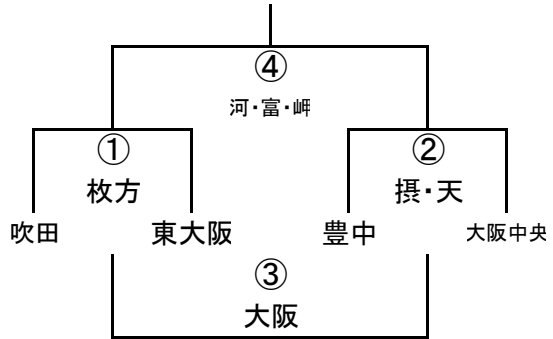 ④
河・富・岬
① ②
枚方 摂・天
吹田 東大阪 豊中 大阪中央
③
大阪